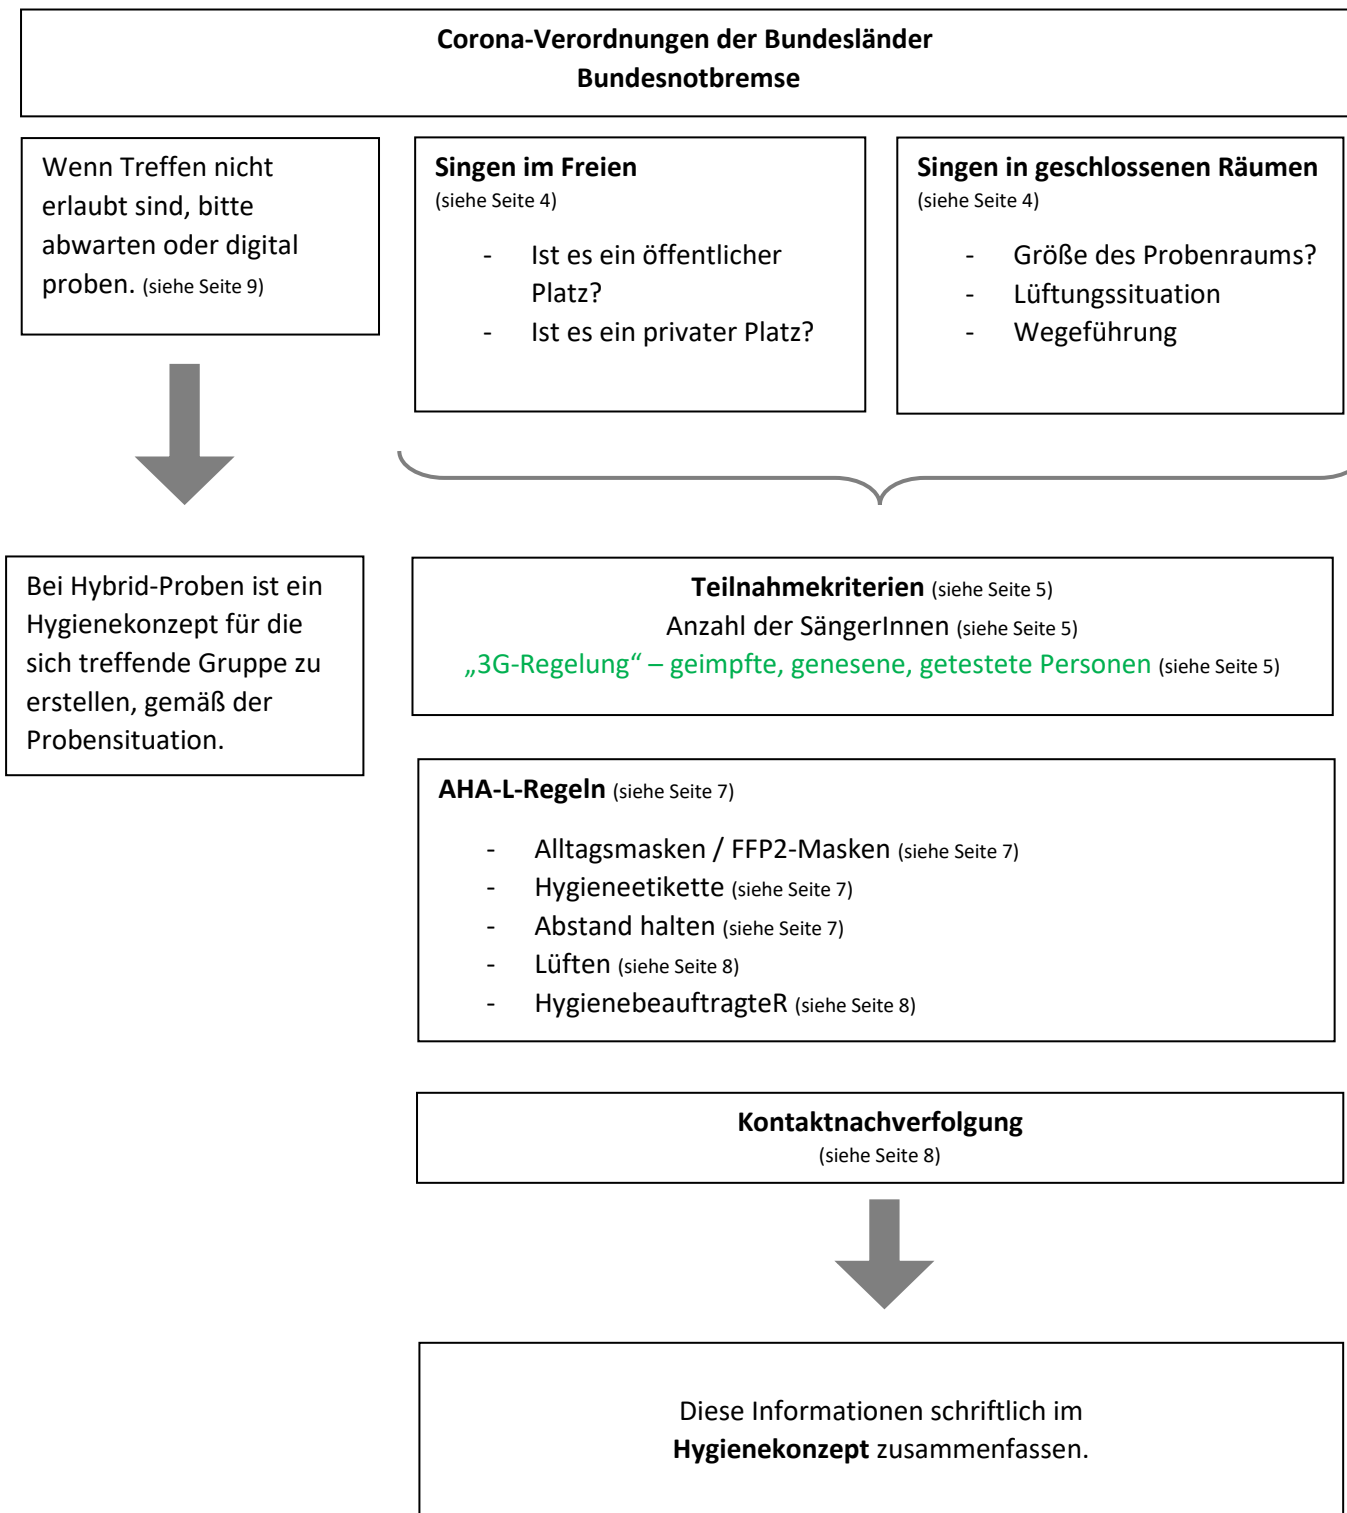 Corona-Verordnungen der Bundesländer
Bundesnotbremse
Wenn Treffen nicht
erlaubt sind, bitte
abwarten oder digital
proben. (siehe Seite 9)
Singen im Freien
(siehe Seite 4)
- Ist es ein öffentlicher
Platz?
- Ist es ein privater Platz?
Singen in geschlossenen Räumen
(siehe Seite 4)
- Größe des Probenraums?
- Lüftungssituation
- Wegeführung
Bei Hybrid-Proben ist ein
Hygienekonzept für die
sich treffende Gruppe zu
erstellen, gemäß der
Probensituation.
Teilnahmekriterien (siehe Seite 5)
Anzahl der SängerInnen (siehe Seite 5)
„3G-Regelung“ – geimpfte, genesene, getestete Personen (siehe Seite 5)
AHA-L-Regeln (siehe Seite 7)
- Alltagsmasken / FFP2-Masken (siehe Seite 7)
- Hygieneetikette (siehe Seite 7)
- Abstand halten (siehe Seite 7)
- Lüften (siehe Seite 8)
- HygienebeauftragteR (siehe Seite 8)
Kontaktnachverfolgung
(siehe Seite 8)
Diese Informationen schriftlich im
Hygienekonzept zusammenfassen.